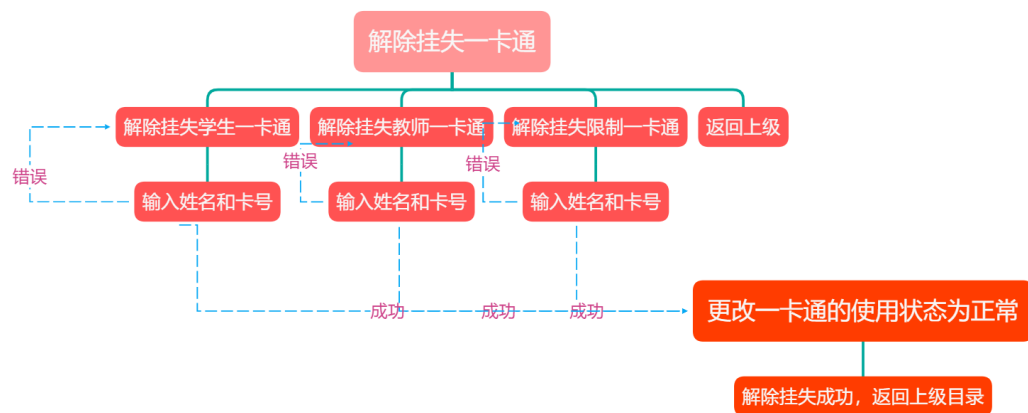 解除挂失一卡通
解除挂失学生一卡通
解除挂失教师一卡通
解除挂失限制一卡通
返回上级
错误
错误
错误
输入姓名和卡号
输入姓名和卡号
输入姓名和卡号
成功
成功
成功
更改一卡通的使用状态为正常
解除挂失成功，返回上级目录